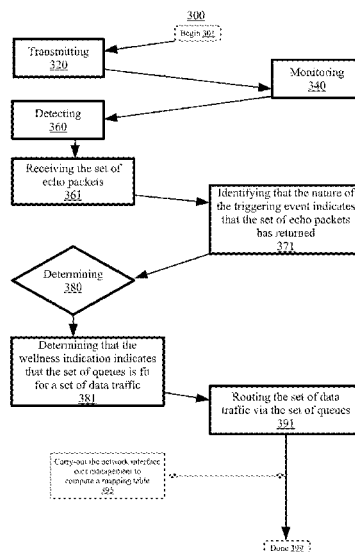 300
Begin 301
Transmitting
320
Monitoring
340
Detecting
360
Receiving the set of
echo packets
361
Identifying that the nature of
the triggering event indicates
that the set of echo packets
has returned
371
Determining
380
Determining that the
wellness indication indicates
that the set of queues is fit
for a set of data traffic
381
Routing the set of data
traffic via the set of queues
391
Carry-out the network interface
card management to
compute a mapping table
Done 399